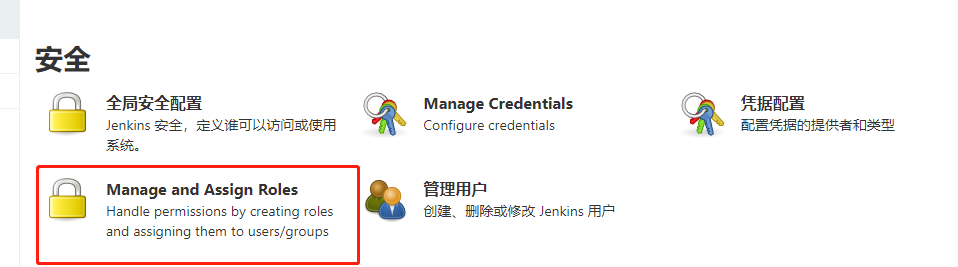 安全
全局安全配置
Jenkins 安全，定义谁可以访问或使用
系统。
Manage Credentials
Configure credentials
凭据配置
配置凭据的提供者和类型
Manage and Assign Roles
Handle permissions by creating roles
and assigning them to users/groups
管理用户
创建、删除或修改 Jenkins 用户